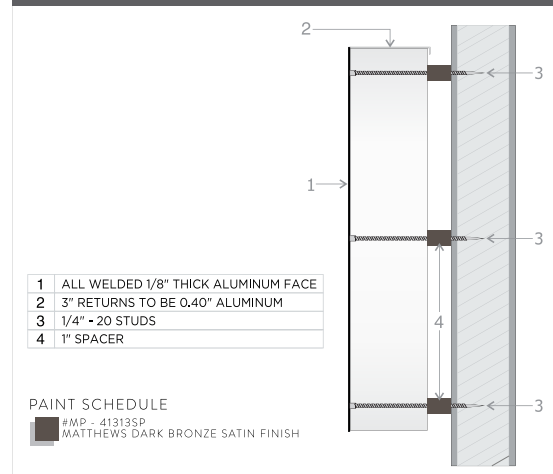 2
3
1
3
4
3
1 ALL WELDED 1/8" THICK ALUMINUM FACE
2 3" RETURNS TO BE 0.40" ALUMINUM
3 1/4" - 20 STUDS
4 1" SPACER
PAINT SCHEDULE
#MP - 41313SP
MATTHEWS DARK BRONZE SATIN FINISH